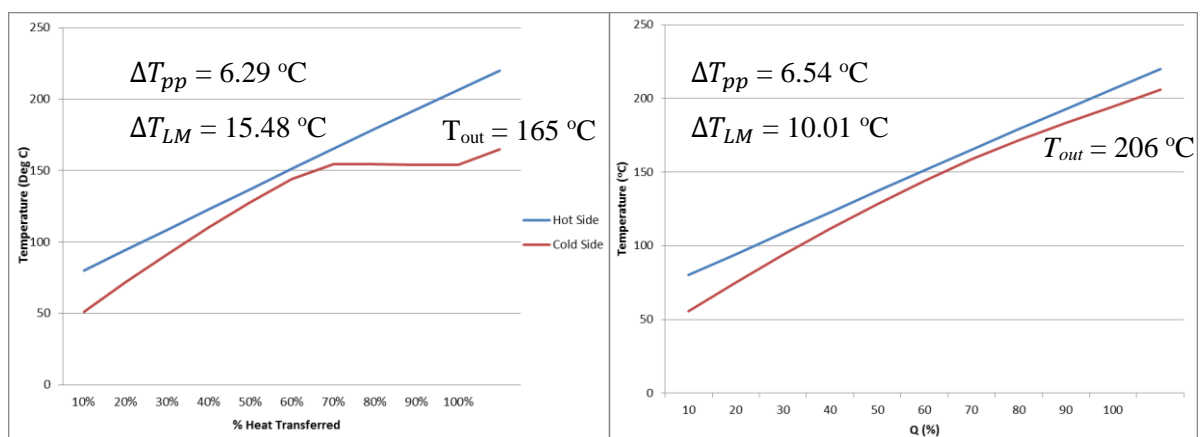 250
200
150
100
50
0
Temperature (Deg C)
ΔT_pp = 6.29 °C
ΔT_LM = 15.48 °C
T_out = 165 °C
10% 20% 30% 40% 50% 60% 70% 80% 90% 100%
% Heat Transferred
Hot Side
Cold Side
250
200
150
100
50
0
Temperature (°C)
ΔT_pp = 6.54 °C
ΔT_LM = 10.01 °C
T_out = 206 °C
10 20 30 40 50 60 70 80 90 100
Q (%)